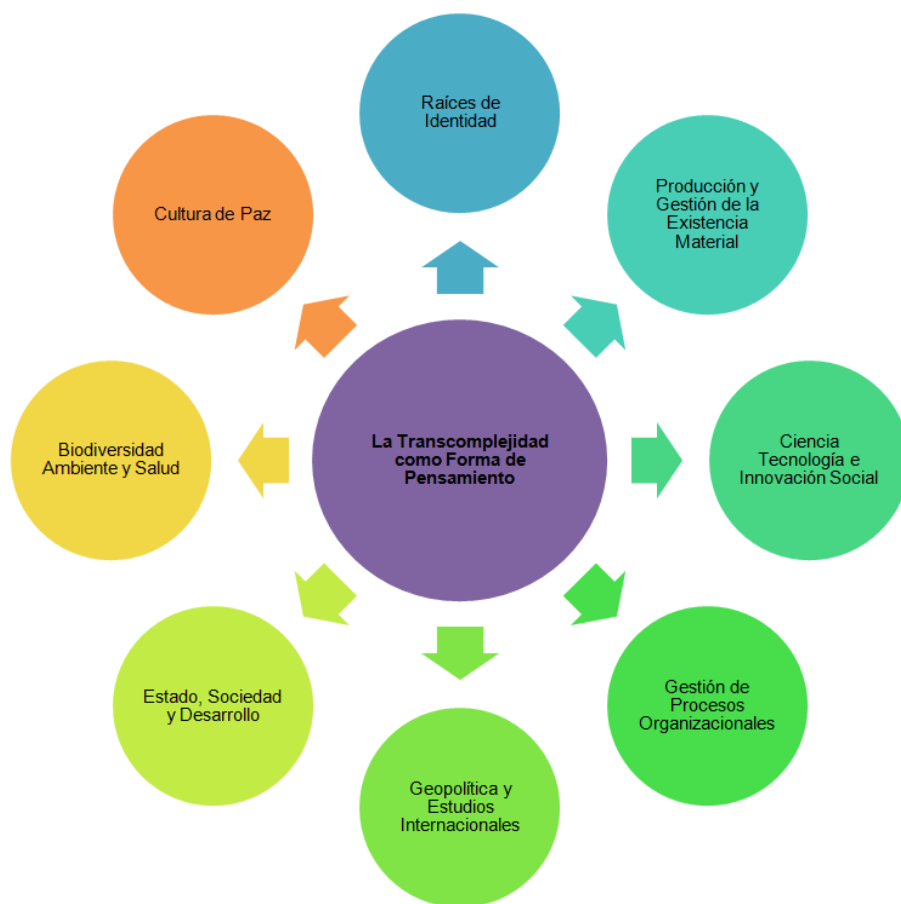 Raíces de
Identidad
Producción y
Gestión de la
Existencia
Material
Ciencia
Tecnología e
Innovación Social
Gestión de
Procesos
Organizacionales
Geopolítica y
Estudios
Internacionales
Estado, Sociedad
y Desarrollo
Biodiversidad
Ambiente y Salud
Cultura de Paz
La Transcomplejidad
como Forma de
Pensamiento